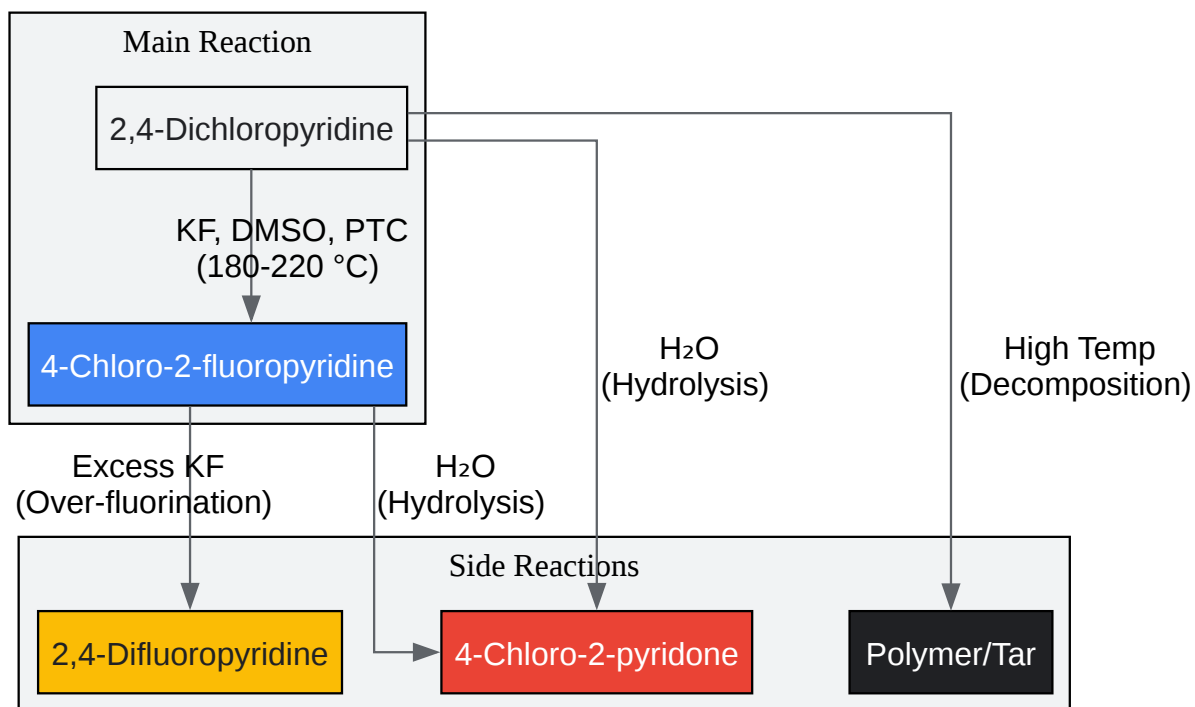 Main Reaction
2,4-Dichloropyridine
KF, DMSO, PTC
(180-220 °C)
4-Chloro-2-fluoropyridine
H₂O
(Hydrolysis)
High Temp
(Decomposition)
Excess KF
(Over-fluorination)
H₂O
(Hydrolysis)
Side Reactions
2,4-Difluoropyridine
4-Chloro-2-pyridone
Polymer/Tar